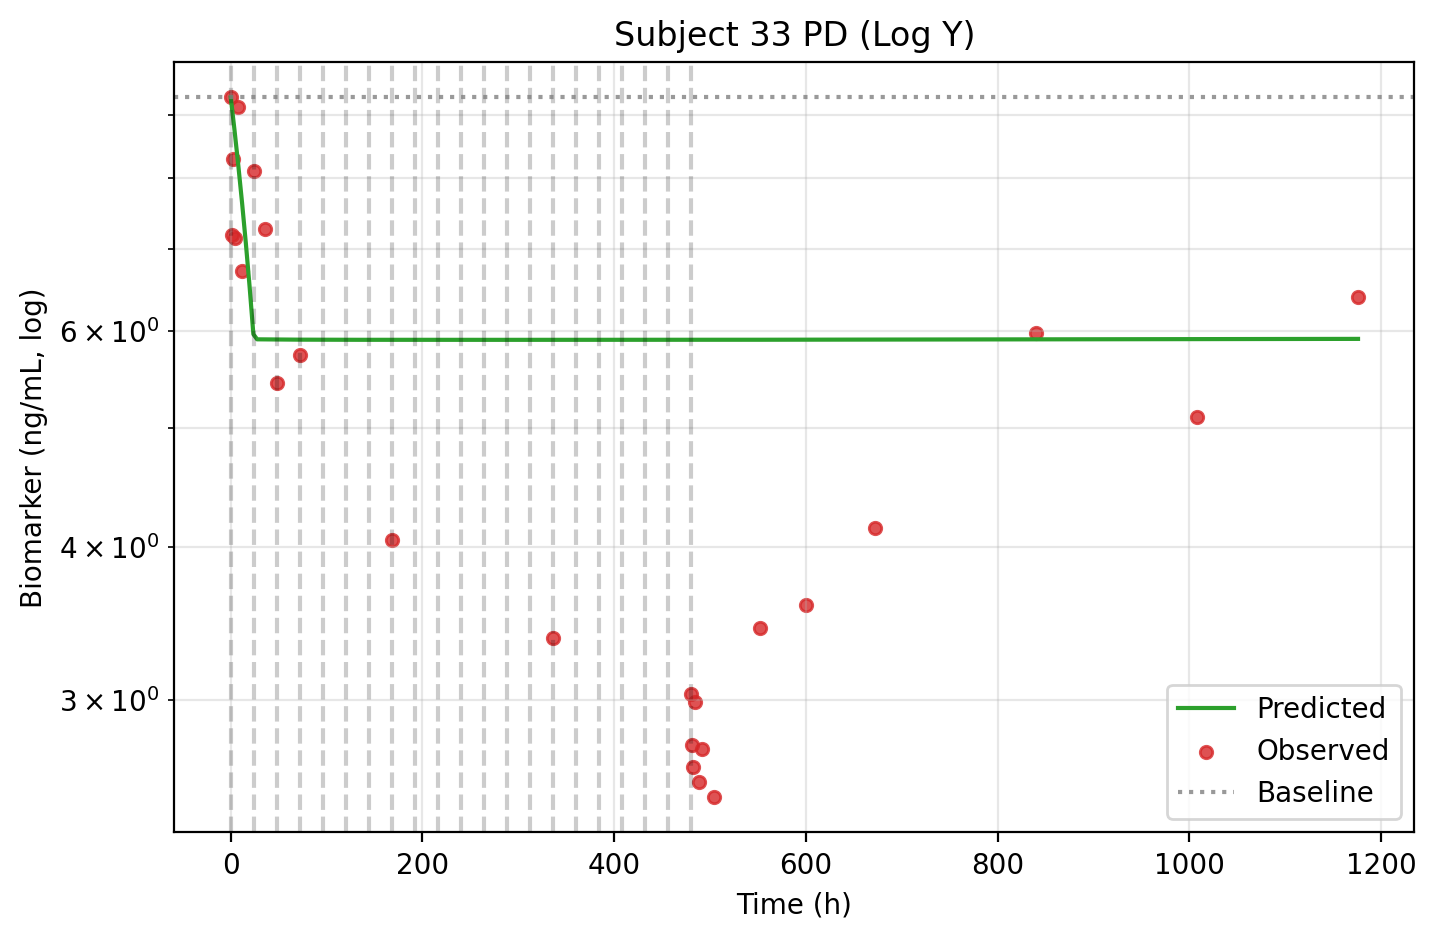 Subject 33 PD (Log Y)
Biomarker (ng/mL, log)
6 × 10⁰
4 × 10⁰
3 × 10⁰
Predicted
Observed
Baseline
0 200 400 600 800 1000 1200
Time (h)